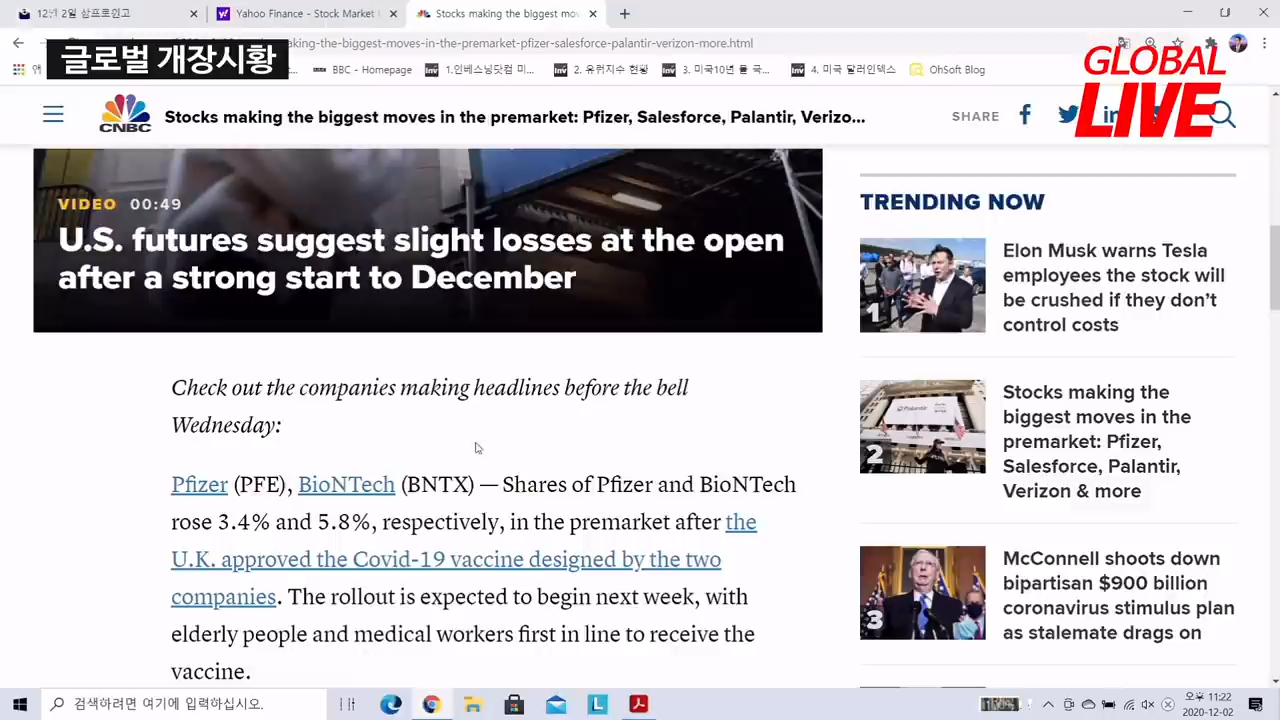 12월 2일 삼프로원고
Yahoo Finance - Stock Market L
Stocks making the biggest mov
글로벌 개장시황
aking-the-biggest-moves-in-the-premarket-pfizer-salesforce-palantir-verizon-more.html
BBC - Homepage
1.인베스닝닷컴 미...
2. 유럽지수 현황
3. 미국10년 물 국...
4. 미국 달러인덱스
OhSoft Blog
GLOBAL
LIVE
CNBC
Stocks making the biggest moves in the premarket: Pfizer, Salesforce, Palantir, Verizo...
SHARE
VIDEO 00:49
U.S. futures suggest slight losses at the open
after a strong start to December
Check out the companies making headlines before the bell
Wednesday:
Pfizer (PFE), BioNTech (BNTX) — Shares of Pfizer and BioNTech
rose 3.4% and 5.8%, respectively, in the premarket after the
U.K. approved the Covid-19 vaccine designed by the two
companies. The rollout is expected to begin next week, with
elderly people and medical workers first in line to receive the
vaccine.
TRENDING NOW
1
Elon Musk warns Tesla
employees the stock will
be crushed if they don't
control costs
2
Stocks making the
biggest moves in the
premarket: Pfizer,
Salesforce, Palantir,
Verizon & more
3
McConnell shoots down
bipartisan $900 billion
coronavirus stimulus plan
as stalemate drags on
검색하려면 여기에 입력하십시오.
오후 11:22
2020-12-02